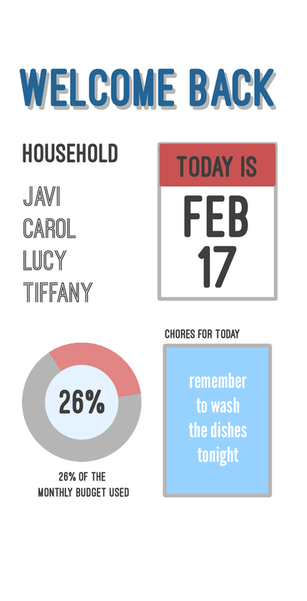 WELCOME BACK
HOUSEHOLD
JAVI
CAROL
LUCY
TIFFANY
TODAY IS
FEB
17
26%
26% OF THE
MONTHLY BUDGET USED
CHORES FOR TODAY
remember
to wash
the dishes
tonight